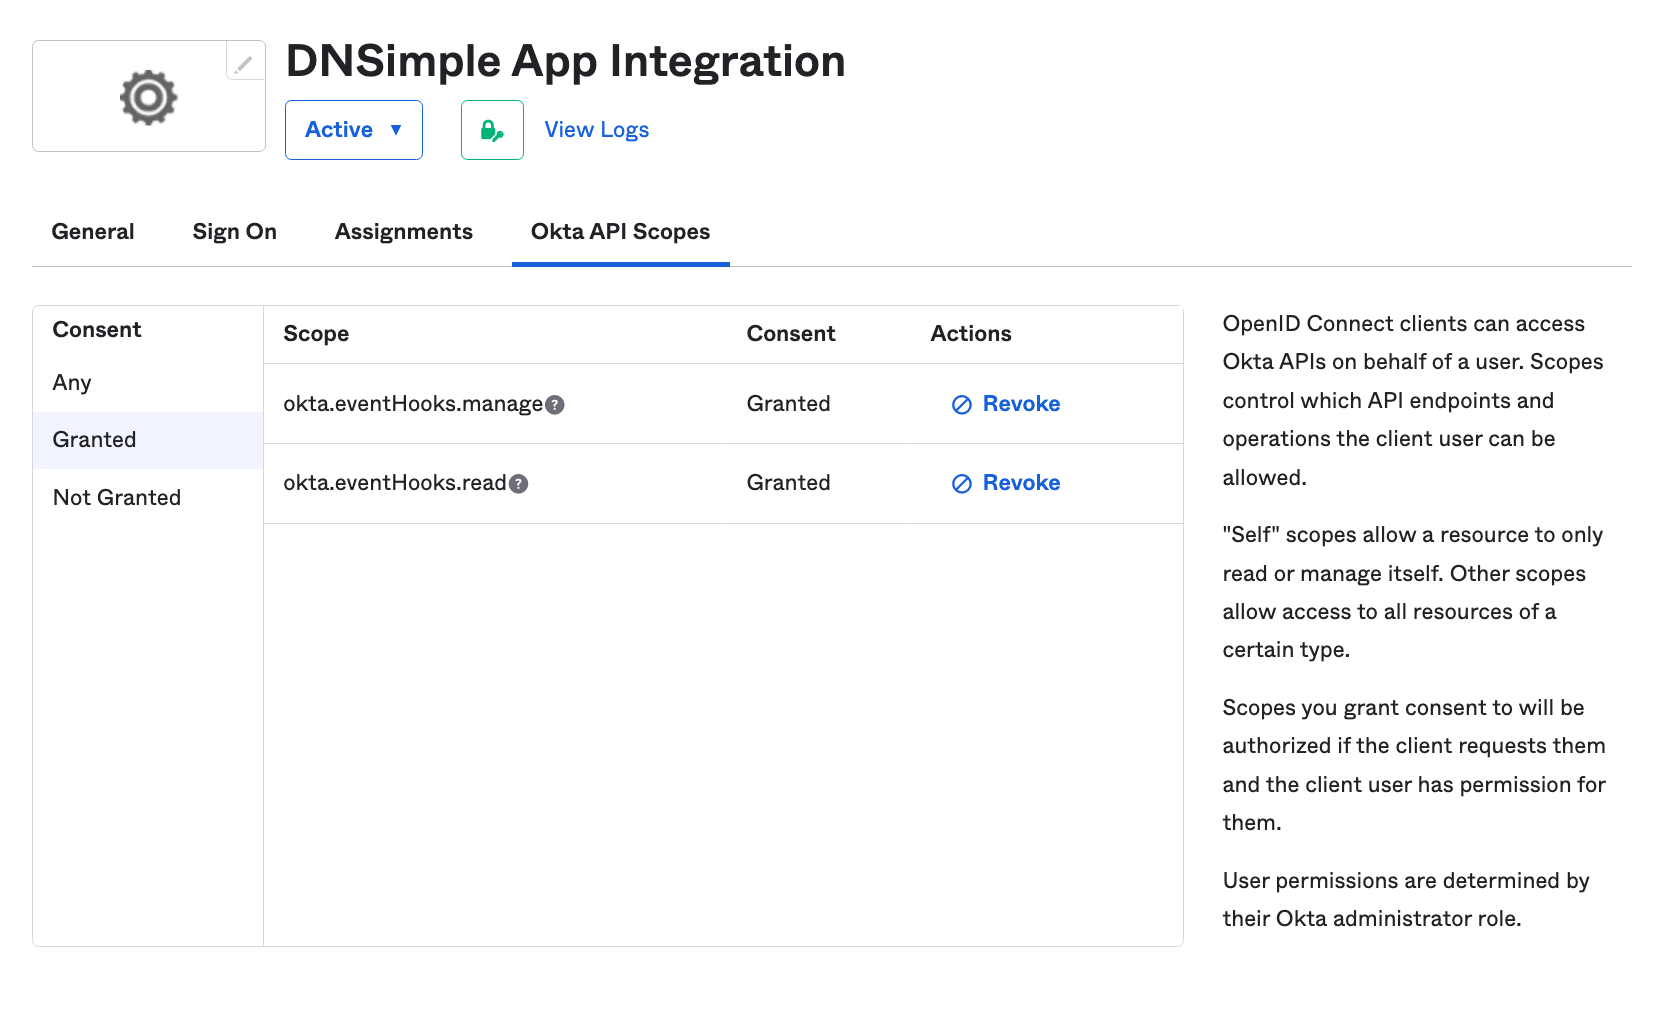 DNSimple App Integration
Active
View Logs
General
Sign On
Assignments
Okta API Scopes
Consent
Any
Granted
Not Granted
Scope Consent Actions
okta.eventHooks.manage ? Granted Revoke
okta.eventHooks.read ? Granted Revoke
OpenID Connect clients can access
Okta APIs on behalf of a user. Scopes
control which API endpoints and
operations the client user can be
allowed.
"Self" scopes allow a resource to only
read or manage itself. Other scopes
allow access to all resources of a
certain type.
Scopes you grant consent to will be
authorized if the client requests them
and the client user has permission for
them.
User permissions are determined by
their Okta administrator role.